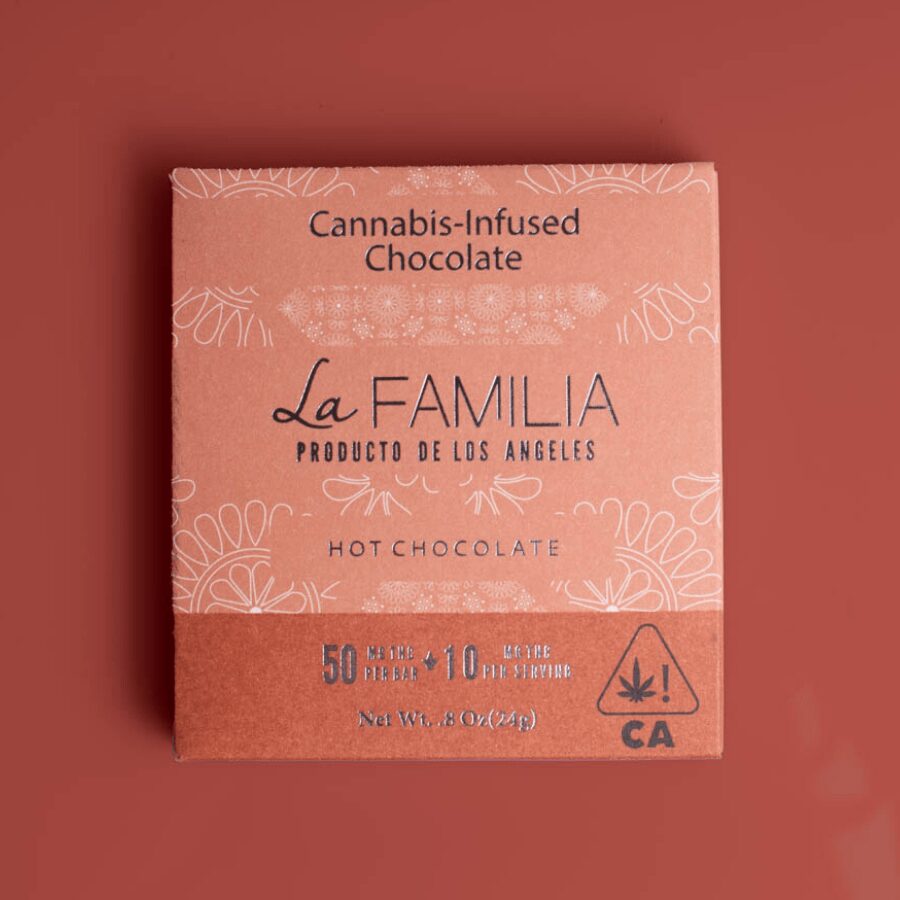 Cannabis-Infused
Chocolate
La FAMILIA
PRODUCTO DE LOS ANGELES
HOT CHOCOLATE
50 MG THC PER BAR 10 MG THC PER SERVING
Net Wt. .8 Oz(24g)
!
CA